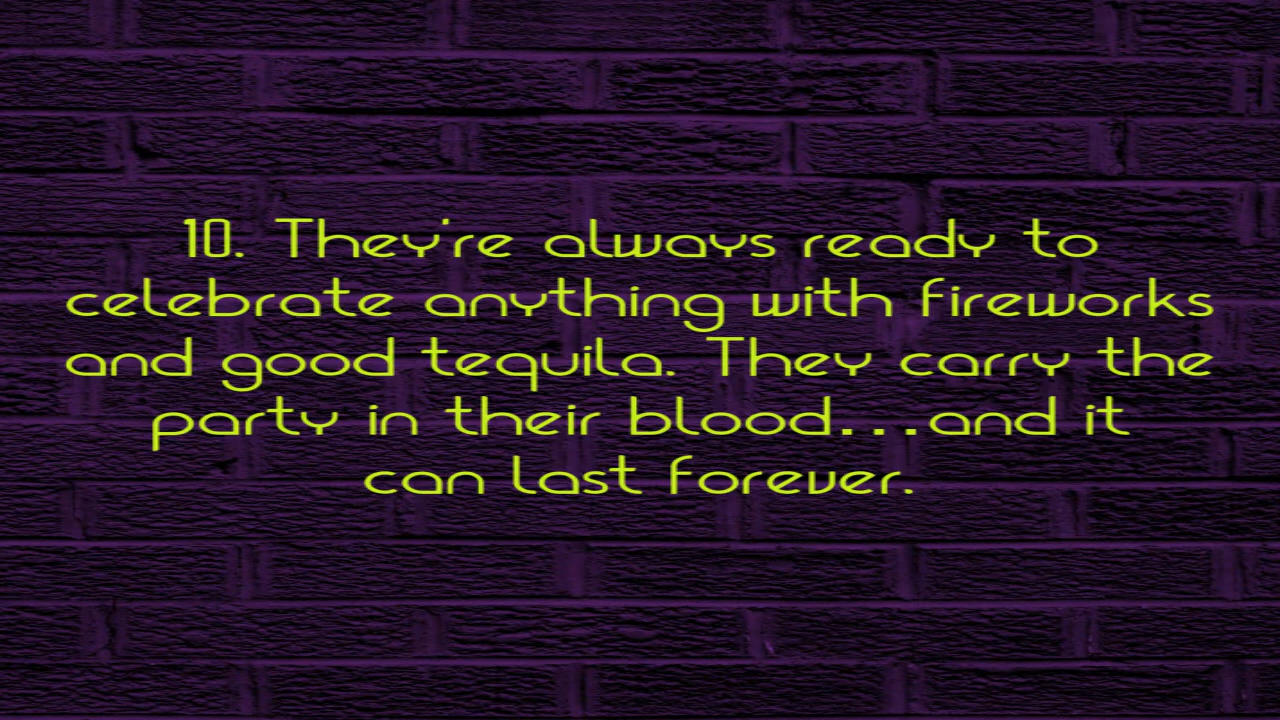 10. They're always ready to
celebrate anything with fireworks
and good tequila. They carry the
party in their blood...and it
can last forever.